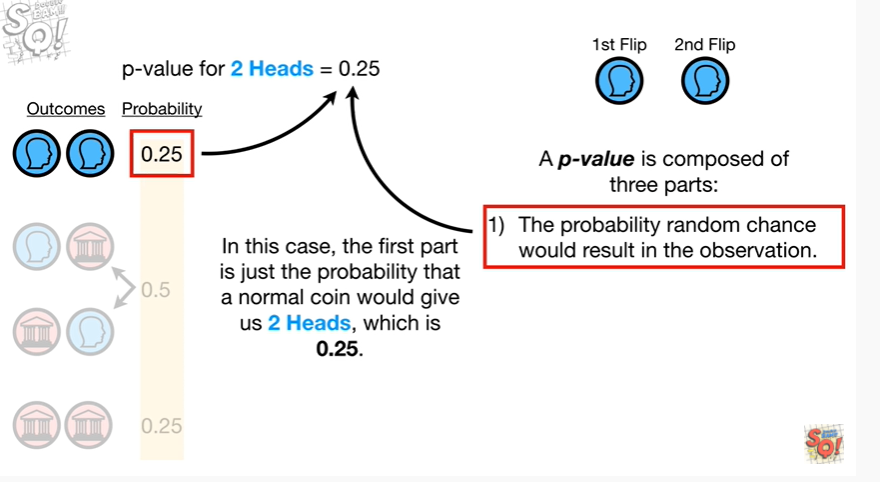 p-value for 2 Heads = 0.25
1st Flip 2nd Flip
Outcomes Probability
0.25
0.5
0.25
In this case, the first part
is just the probability that
a normal coin would give
us 2 Heads, which is
0.25.
A p-value is composed of
three parts:
1) The probability random chance
would result in the observation.
SQ!